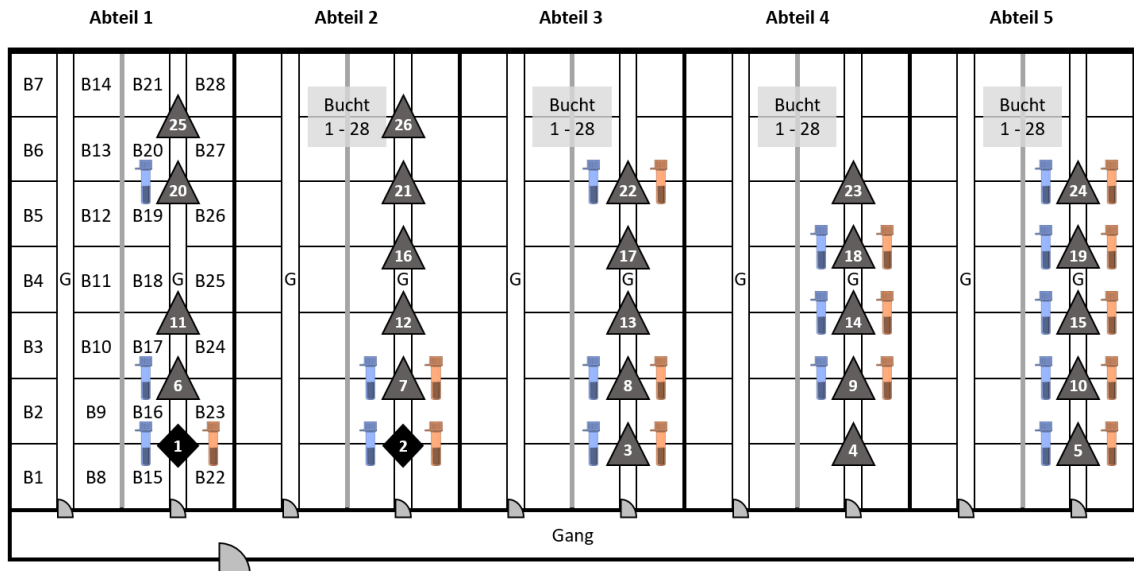 Abteil 1 Abteil 2 Abteil 3 Abteil 4 Abteil 5
B7 B14 B21 B28
Bucht Bucht Bucht Bucht
1 - 28 1 - 28 1 - 28 1 - 28
25 26
B6 B13 B20 B27
20 21 22 23 24
B5 B12 B19 B26
16 17 18 19
B4 G B11 B18 G B25 G G G G G G G G
11 12 13 14 15
B3 B10 B17 B24
6 7 8 9 10
B2 B9 B16 B23
1 2 3 4 5
B1 B8 B15 B22
Gang